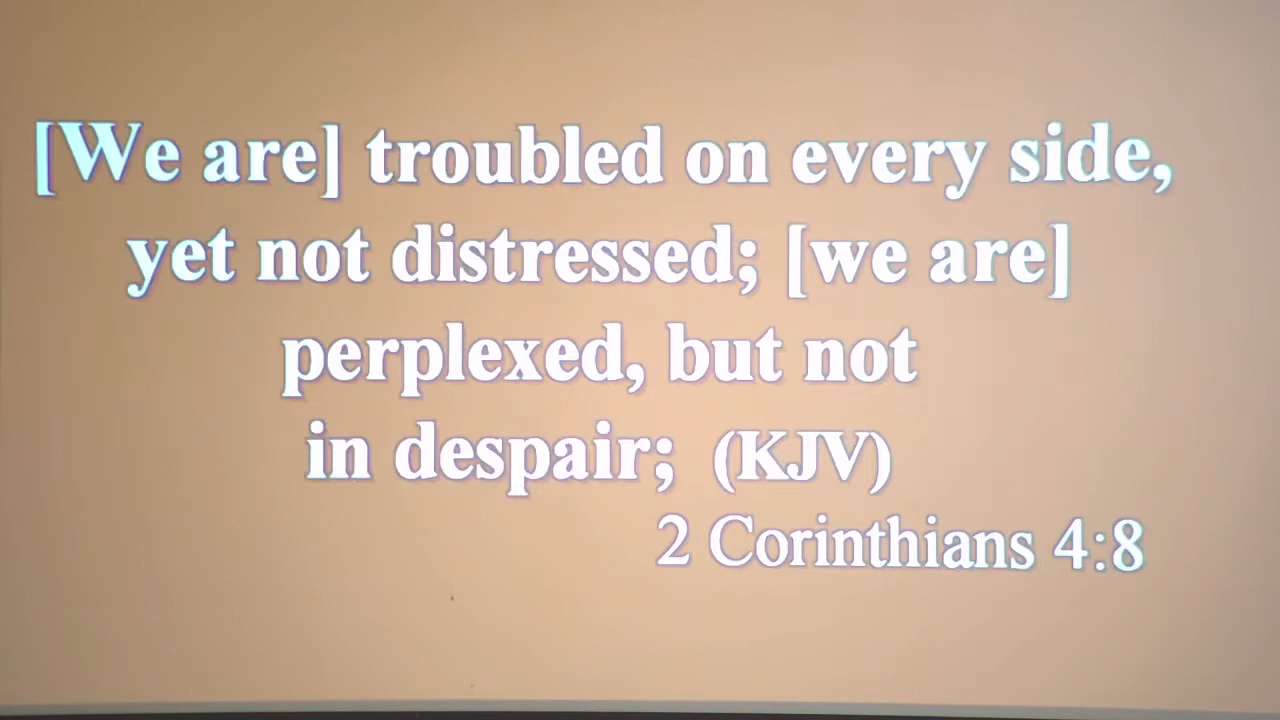 [We are] troubled on every side,
yet not distressed; [we are]
perplexed, but not
in despair; (KJV)
2 Corinthians 4:8